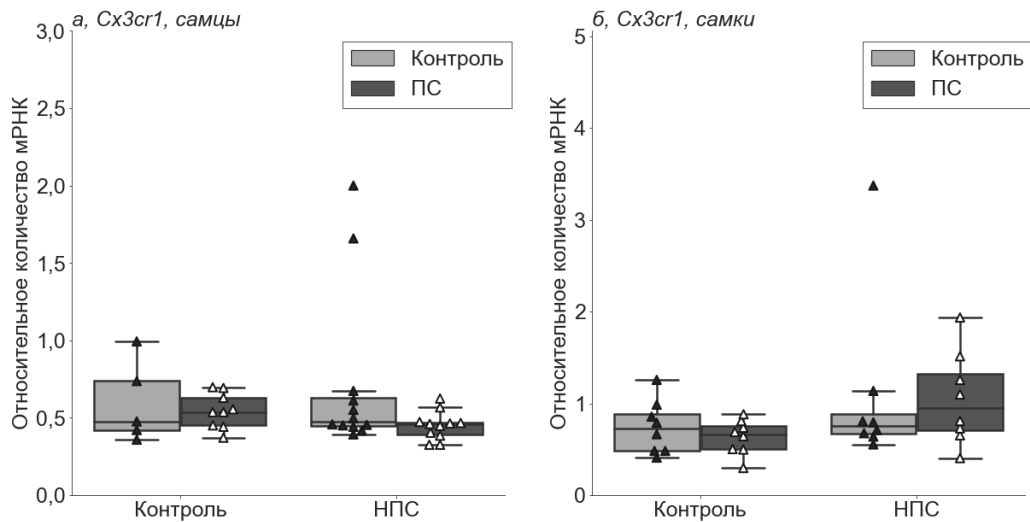 а, Cx3cr1, самцы
Относительное количество мРНК
3,0
2,5
2,0
1,5
1,0
0,5
0,0
Контроль
ПС
Контроль
НПС
б, Cx3cr1, самки
Относительное количество мРНК
5
4
3
2
1
0
Контроль
ПС
Контроль
НПС